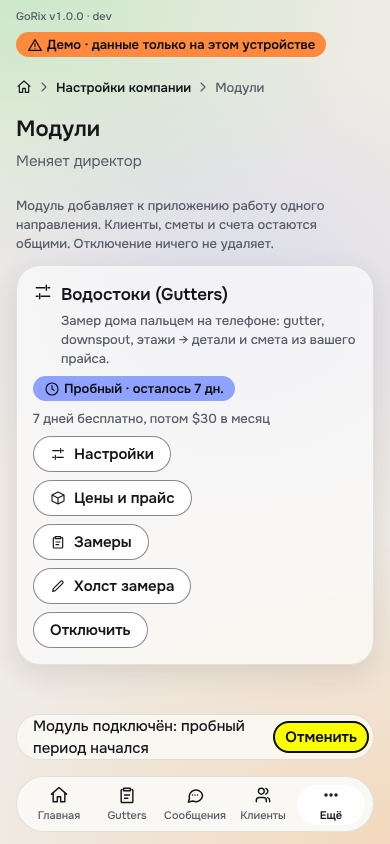 GoRix v1.0.0 · dev
Демо · данные только на этом устройстве
Настройки компании
Модули
Модули
Меняет директор
Модуль добавляет к приложению работу одного
направления. Клиенты, сметы и счета остаются
общими. Отключение ничего не удаляет.
Водостоки (Gutters)
Замер дома пальцем на телефоне: gutter,
downspout, этажи → детали и смета из вашего
прайса.
Пробный · осталось 7 дн.
7 дней бесплатно, потом $30 в месяц
Настройки
Цены и прайс
Замеры
Холст замера
Отключить
Модуль подключён: пробный
период начался
Отменить
Главная
Gutters
Сообщения
Клиенты
Ещё